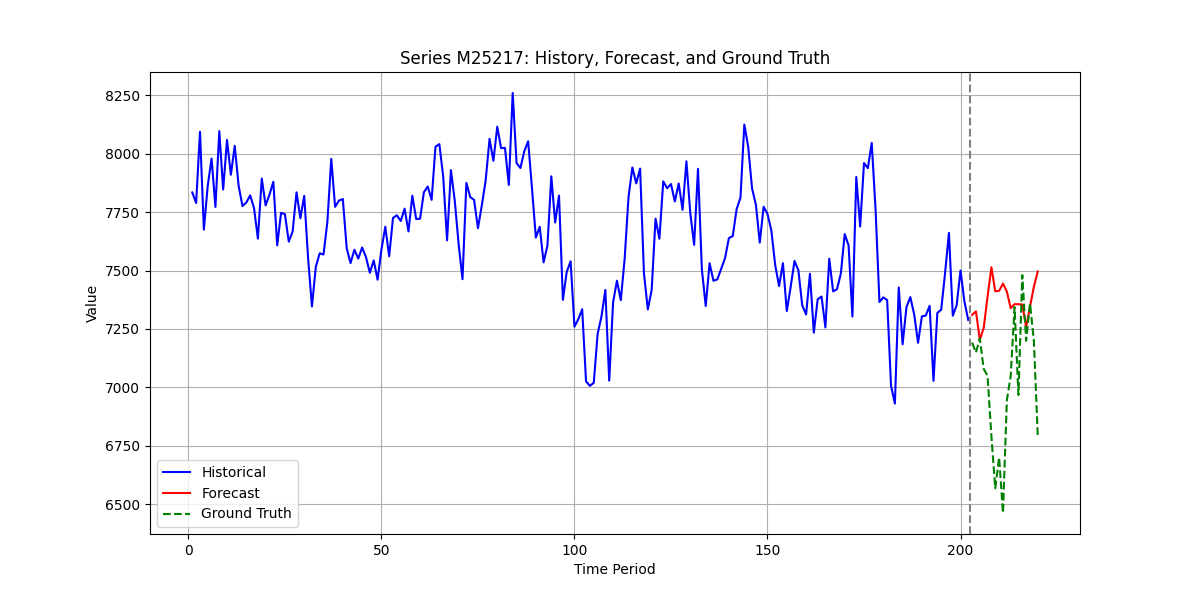 Series M25217: History, Forecast, and Ground Truth
8250
8000
7750
7500
7250
7000
6750
6500
Value
Historical
Forecast
Ground Truth
0
50
100
150
200
Time Period